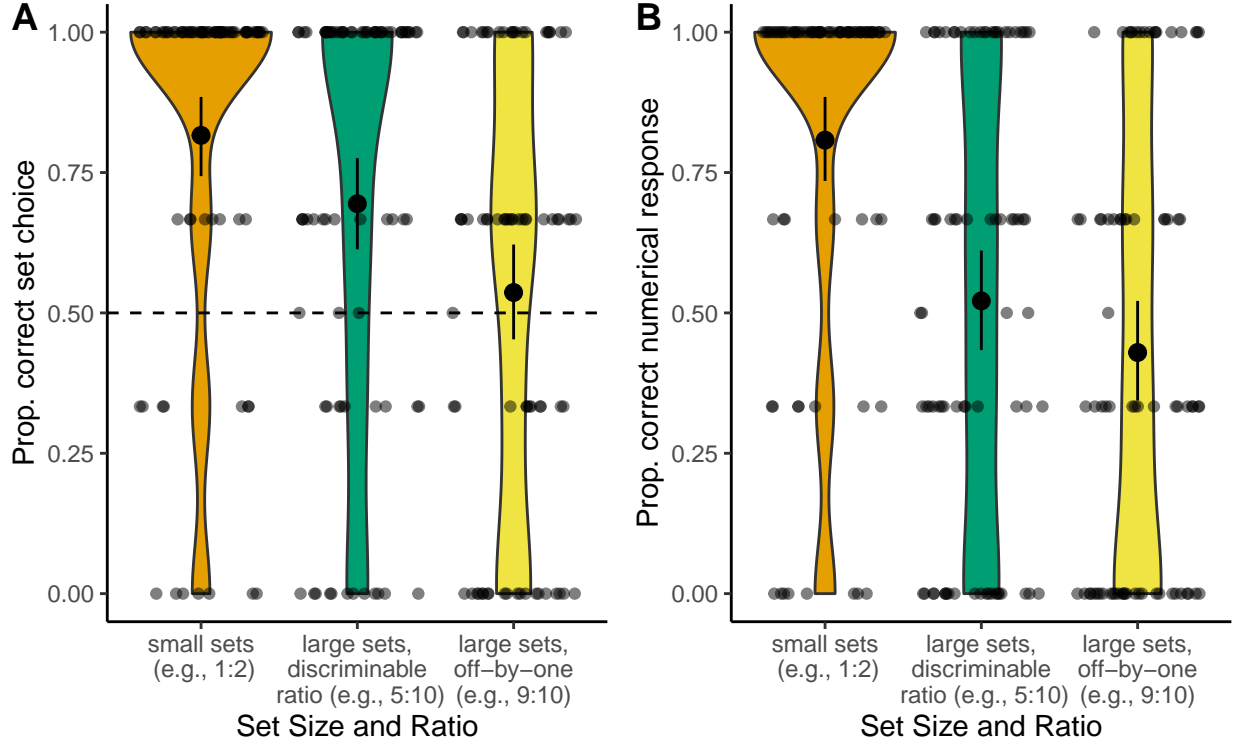 A
Prop. correct set choice
1.00
0.75
0.50
0.25
0.00
small sets
(e.g., 1:2)
large sets,
discriminable
ratio (e.g., 5:10)
large sets,
off−by−one
(e.g., 9:10)
Set Size and Ratio
B
Prop. correct numerical response
1.00
0.75
0.50
0.25
0.00
small sets
(e.g., 1:2)
large sets,
discriminable
ratio (e.g., 5:10)
large sets,
off−by−one
(e.g., 9:10)
Set Size and Ratio